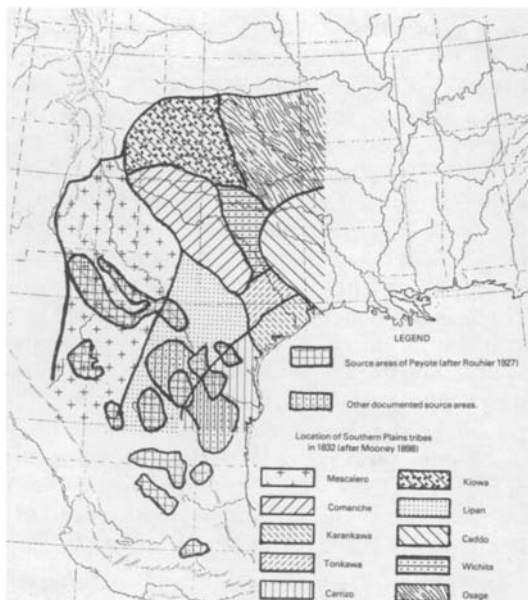 LEGEND
Source areas of Peyote (after Rouhier 1927)
Other documented source areas.
Location of Southern Plains tribes
in 1832 (after Mooney 1898)
Mescalero
Kiowa
Comanche
Lipan
Karankawa
Caddo
Tonkawa
Wichita
Carrizo
Osage